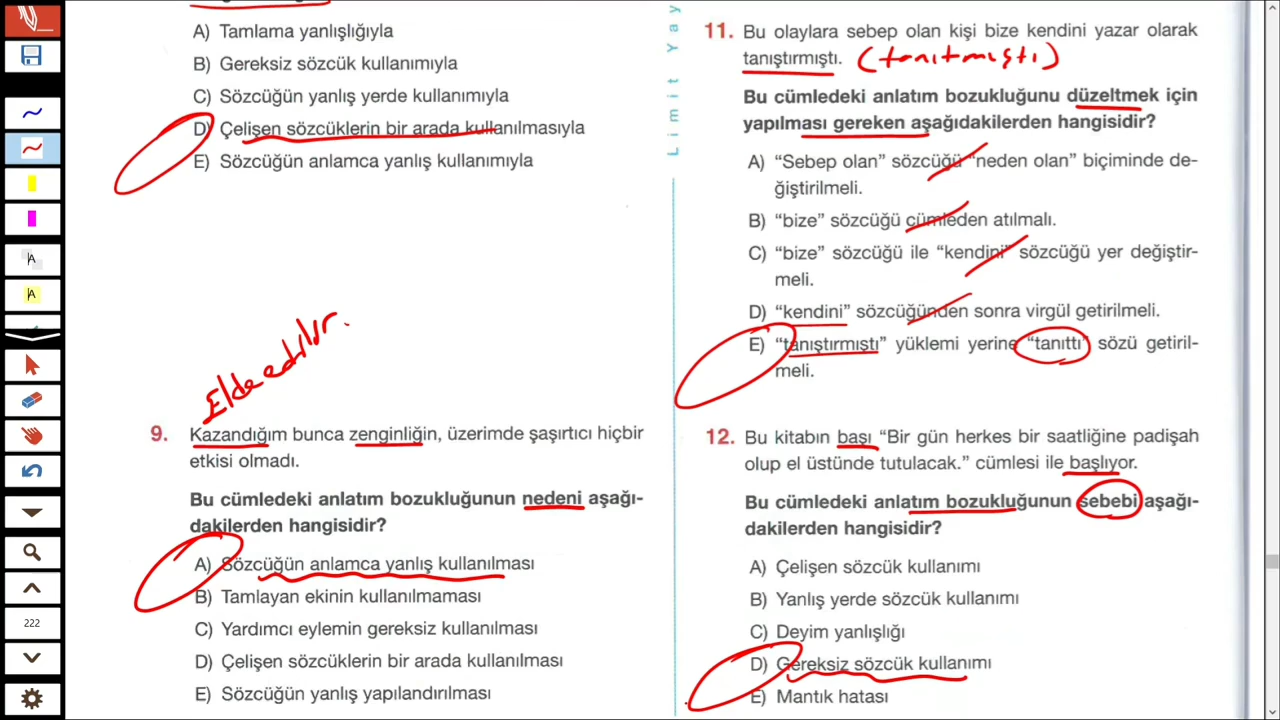 A) Tamlama yanlışlığıyla
B) Gereksiz sözcük kullanımıyla
C) Sözcüğün yanlış yerde kullanımıyla
D) Çelişen sözcüklerin bir arada kullanılmasıyla
E) Sözcüğün anlamca yanlış kullanımıyla
Elde edilir.
9. Kazandığım bunca zenginliğin, üzerimde şaşırtıcı hiçbir
etkisi olmadı.
Bu cümledeki anlatım bozukluğunun nedeni aşağı-
dakilerden hangisidir?
A) Sözcüğün anlamca yanlış kullanılması
B) Tamlayan ekinin kullanılmaması
C) Yardımcı eylemin gereksiz kullanılması
D) Çelişen sözcüklerin bir arada kullanılması
E) Sözcüğün yanlış yapılandırılması
Limit Yay
11. Bu olaylara sebep olan kişi bize kendini yazar olarak
tanıştırmıştı. (tanıtmıştı)
Bu cümledeki anlatım bozukluğunu düzeltmek için
yapılması gereken aşağıdakilerden hangisidir?
A) “Sebep olan” sözcüğü “neden olan” biçiminde de-
ğiştirilmeli.
B) “bize” sözcüğü cümleden atılmalı.
C) “bize” sözcüğü ile “kendini” sözcüğü yer değiştir-
meli.
D) “kendini” sözcüğünden sonra virgül getirilmeli.
E) “tanıştırmıştı” yüklemi yerine “tanıttı” sözü getiril-
meli.
12. Bu kitabın başı “Bir gün herkes bir saatliğine padişah
olup el üstünde tutulacak.” cümlesi ile başlıyor.
Bu cümledeki anlatım bozukluğunun sebebi aşağı-
dakilerden hangisidir?
A) Çelişen sözcük kullanımı
B) Yanlış yerde sözcük kullanımı
C) Deyim yanlışlığı
D) Gereksiz sözcük kullanımı
E) Mantık hatası
A
A
222